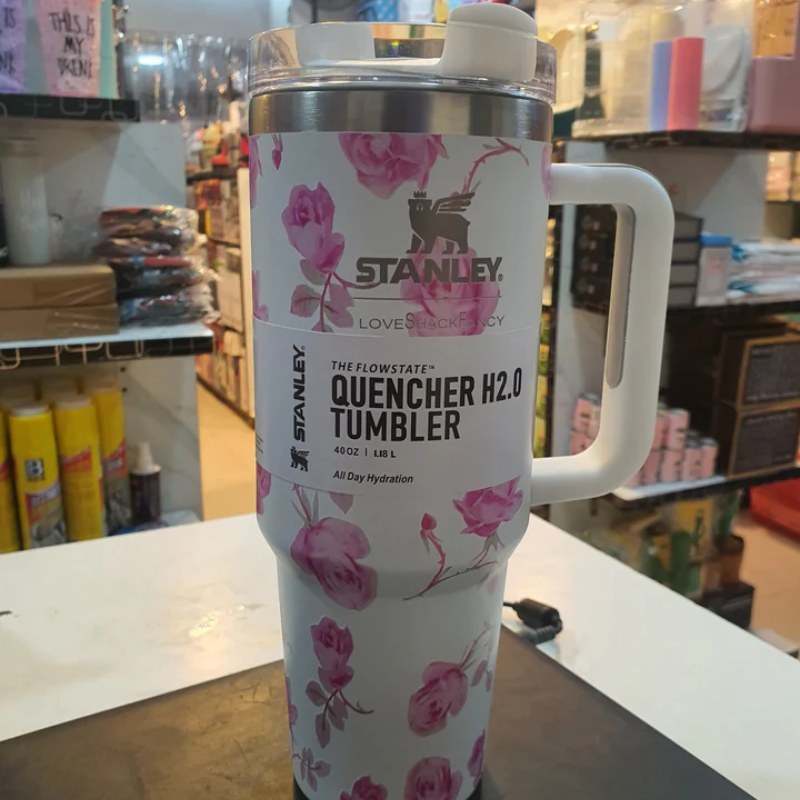 THIS IS
MY
STANLEY®
LOVESHACKFANCY
STANLEY®
THE FLOWSTATE™
QUENCHER H2.0
TUMBLER
40 OZ | 1.18 L
All Day Hydration